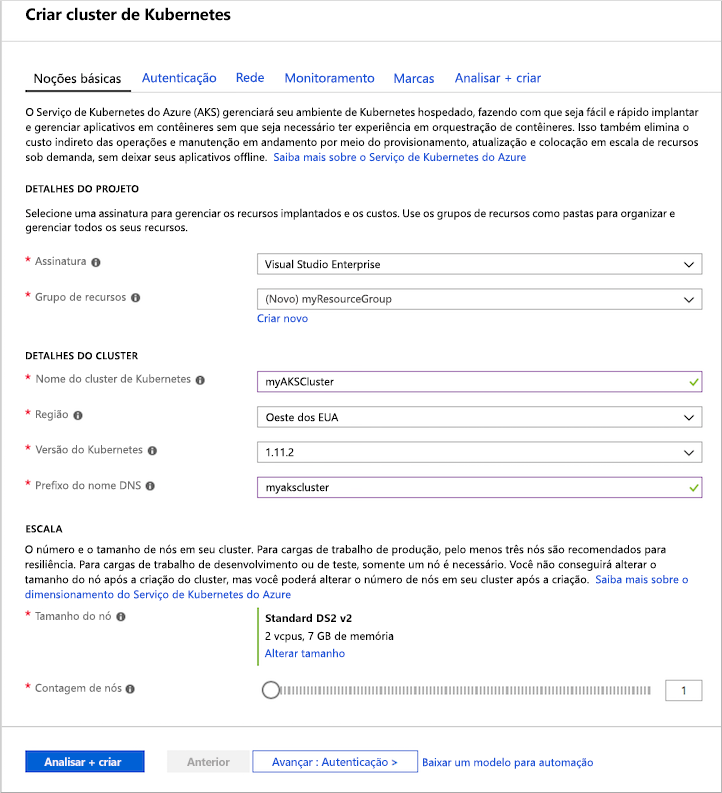 Criar cluster de Kubernetes
Noções básicas Autenticação Rede Monitoramento Marcas Analisar + criar
O Serviço de Kubernetes do Azure (AKS) gerenciará seu ambiente de Kubernetes hospedado, fazendo com que seja fácil e rápido implantar
e gerenciar aplicativos em contêineres sem que seja necessário ter experiência em orquestração de contêineres. Isso também elimina o
custo indireto das operações e manutenção em andamento por meio do provisionamento, atualização e colocação em escala de recursos
sob demanda, sem deixar seus aplicativos offline. Saiba mais sobre o Serviço de Kubernetes do Azure
DETALHES DO PROJETO
Selecione uma assinatura para gerenciar os recursos implantados e os custos. Use os grupos de recursos como pastas para organizar e
gerenciar todos os seus recursos.
* Assinatura Visual Studio Enterprise
* Grupo de recursos (Novo) myResourceGroup
Criar novo
DETALHES DO CLUSTER
* Nome do cluster de Kubernetes myAKSCluster
* Região Oeste dos EUA
* Versão do Kubernetes 1.11.2
* Prefixo do nome DNS myakscluster
ESCALA
O número e o tamanho de nós em seu cluster. Para cargas de trabalho de produção, pelo menos três nós são recomendados para
resiliência. Para cargas de trabalho de desenvolvimento ou de teste, somente um nó é necessário. Você não conseguirá alterar o
tamanho do nó após a criação do cluster, mas você poderá alterar o número de nós em seu cluster após a criação. Saiba mais sobre o
dimensionamento do Serviço de Kubernetes do Azure
* Tamanho do nó Standard DS2 v2
2 vcpus, 7 GB de memória
Alterar tamanho
* Contagem de nós 1
Analisar + criar Anterior Avançar : Autenticação > Baixar um modelo para automação